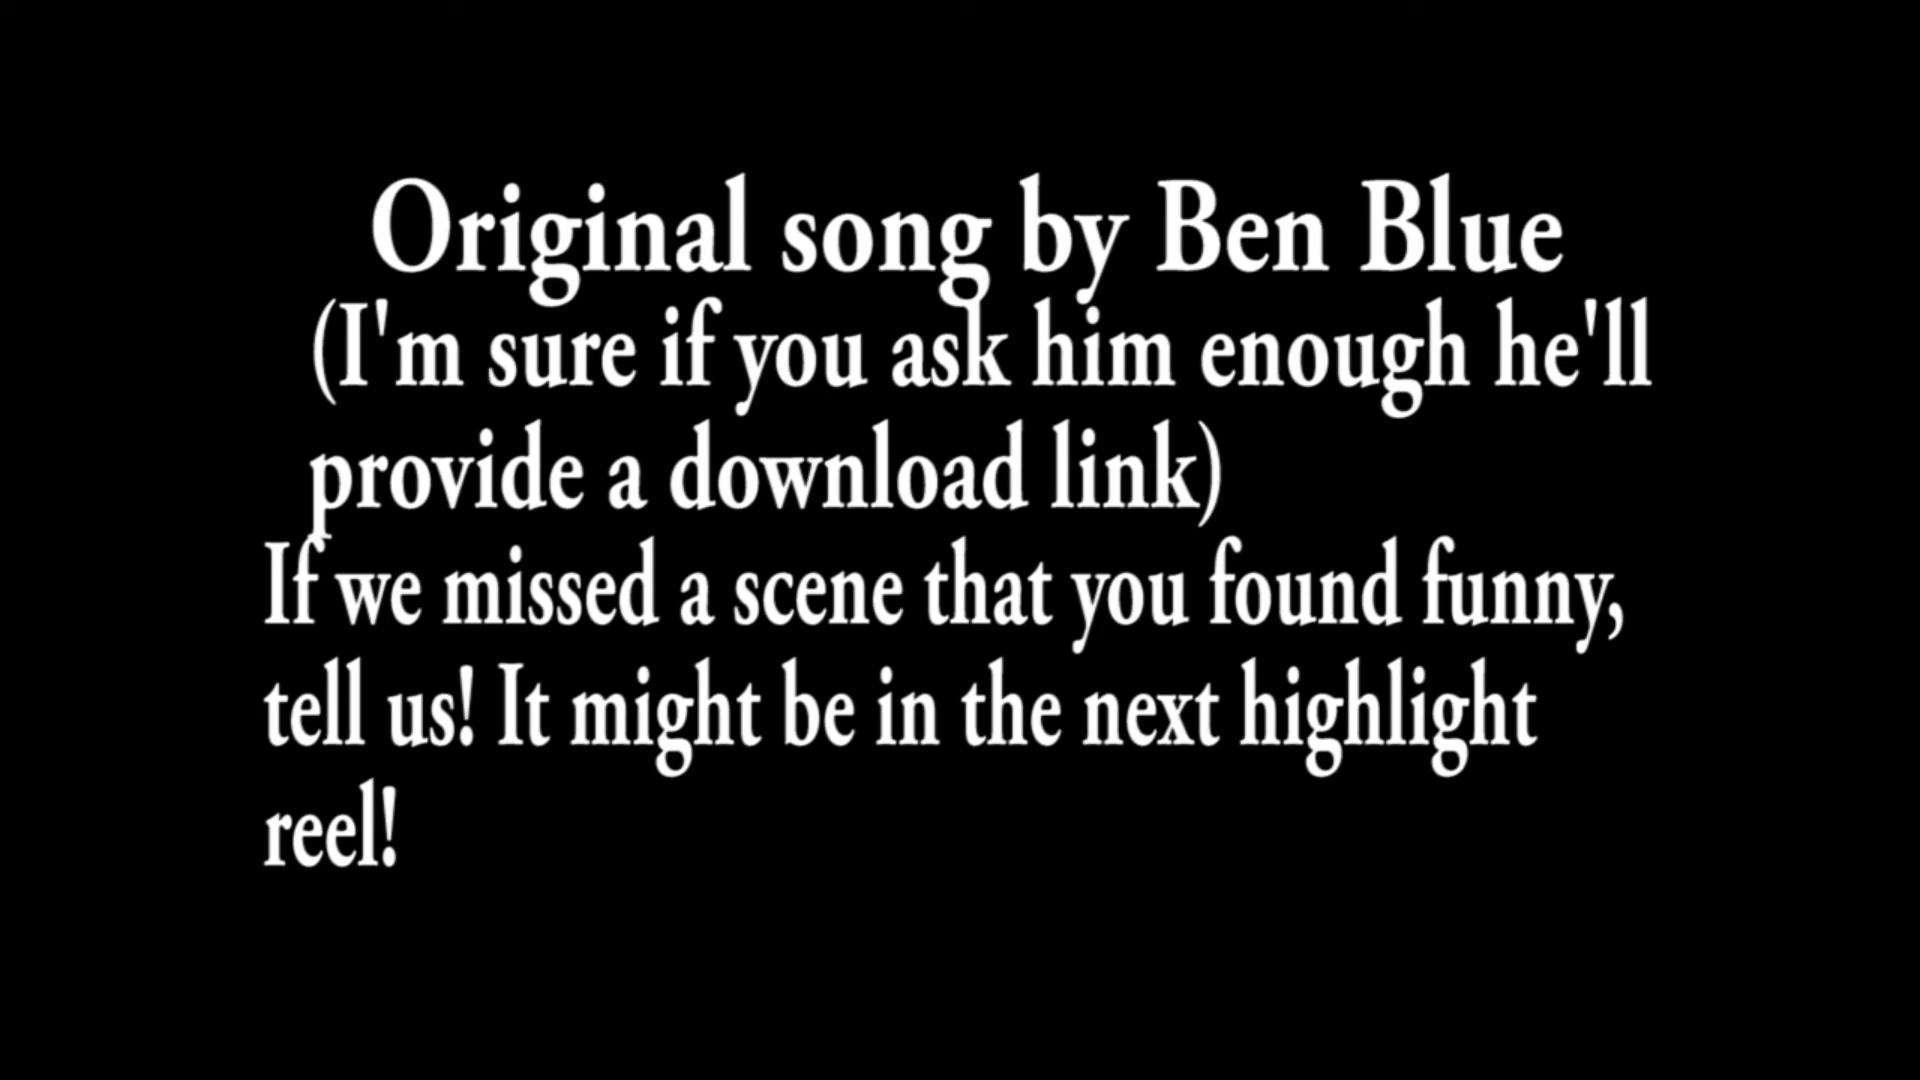 Original song by Ben Blue
(I'm sure if you ask him enough he'll
provide a download link)
If we missed a scene that you found funny,
tell us! It might be in the next highlight
reel!